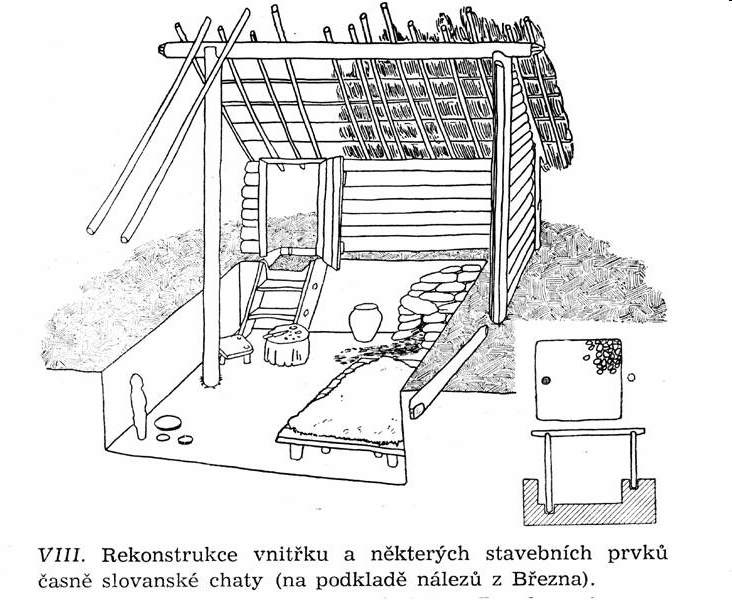 VIII. Rekonstrukce vnitřku a některých stavebních prvků
časně slovanské chaty (na podkladě nálezů z Března).